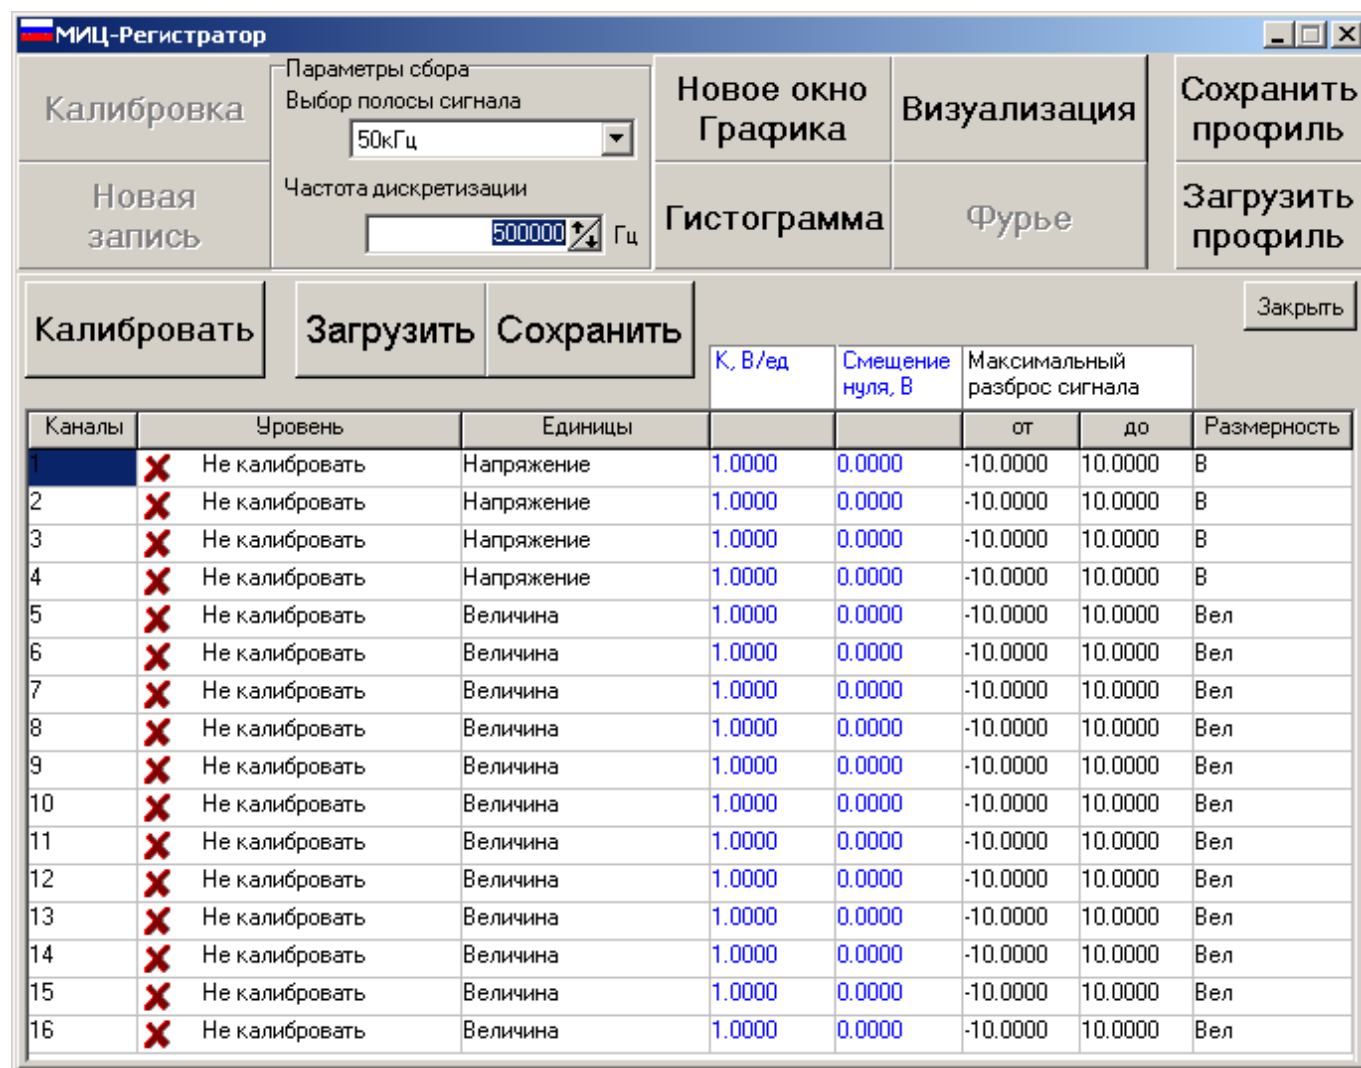 МИЦ-Регистратор
Калибровка
Новая
запись
Параметры сбора
Выбор полосы сигнала
50кГц
Частота дискретизации
500000 Гц
Новое окно
Графика
Визуализация
Гистограмма
Фурье
Сохранить
профиль
Загрузить
профиль
Калибровать
Загрузить
Сохранить
Закрыть
К, В/ед
Смещение
нуля, В
Максимальный
разброс сигнала
Каналы Уровень Единицы от до Размерность
1 Не калибровать Напряжение 1.0000 0.0000 -10.0000 10.0000 В
2 Не калибровать Напряжение 1.0000 0.0000 -10.0000 10.0000 В
3 Не калибровать Напряжение 1.0000 0.0000 -10.0000 10.0000 В
4 Не калибровать Напряжение 1.0000 0.0000 -10.0000 10.0000 В
5 Не калибровать Величина 1.0000 0.0000 -10.0000 10.0000 Вел
6 Не калибровать Величина 1.0000 0.0000 -10.0000 10.0000 Вел
7 Не калибровать Величина 1.0000 0.0000 -10.0000 10.0000 Вел
8 Не калибровать Величина 1.0000 0.0000 -10.0000 10.0000 Вел
9 Не калибровать Величина 1.0000 0.0000 -10.0000 10.0000 Вел
10 Не калибровать Величина 1.0000 0.0000 -10.0000 10.0000 Вел
11 Не калибровать Величина 1.0000 0.0000 -10.0000 10.0000 Вел
12 Не калибровать Величина 1.0000 0.0000 -10.0000 10.0000 Вел
13 Не калибровать Величина 1.0000 0.0000 -10.0000 10.0000 Вел
14 Не калибровать Величина 1.0000 0.0000 -10.0000 10.0000 Вел
15 Не калибровать Величина 1.0000 0.0000 -10.0000 10.0000 Вел
16 Не калибровать Величина 1.0000 0.0000 -10.0000 10.0000 Вел